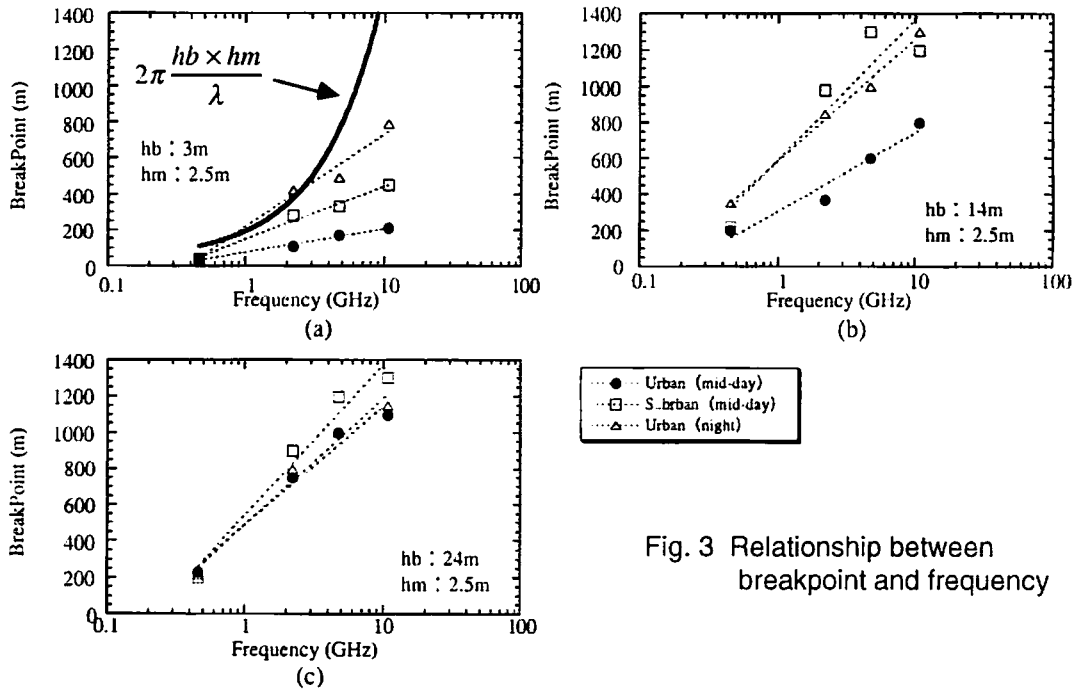 1400
1200
1000
800
600
400
200
0
BreakPoint (m)
2π hb × hm / λ
hb : 3m
hm : 2.5m
0.1 1 10 100
Frequency (GHz)
(a)
1400
1200
1000
800
600
400
200
0
BreakPoint (m)
hb : 14m
hm : 2.5m
0.1 1 10 100
Frequency (GHz)
(b)
1400
1200
1000
800
600
400
200
0
BreakPoint (m)
hb : 24m
hm : 2.5m
0.1 1 10 100
Frequency (GHz)
(c)
Urban (mid-day)
S..brban (mid-day)
Urban (night)
Fig. 3 Relationship between
breakpoint and frequency